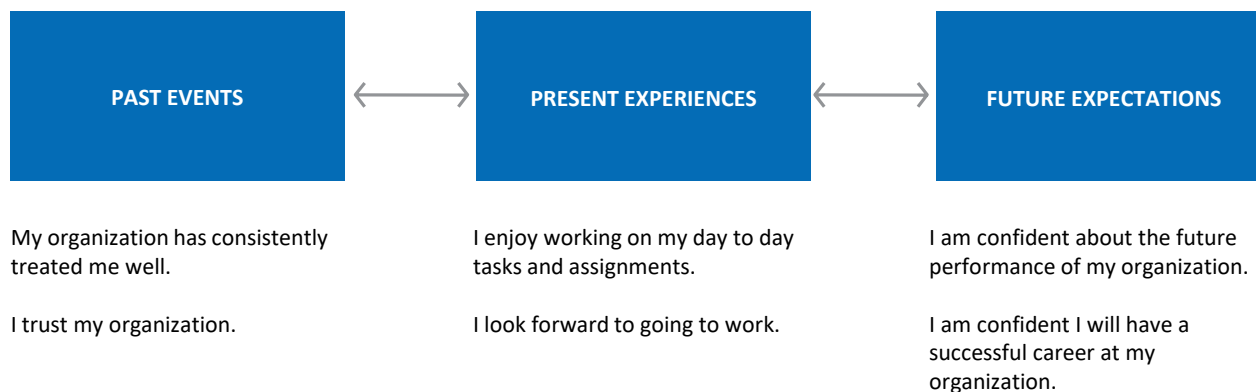 PAST EVENTS
PRESENT EXPERIENCES
FUTURE EXPECTATIONS
My organization has consistently
treated me well.
I trust my organization.
I enjoy working on my day to day
tasks and assignments.
I look forward to going to work.
I am confident about the future
performance of my organization.
I am confident I will have a
successful career at my
organization.